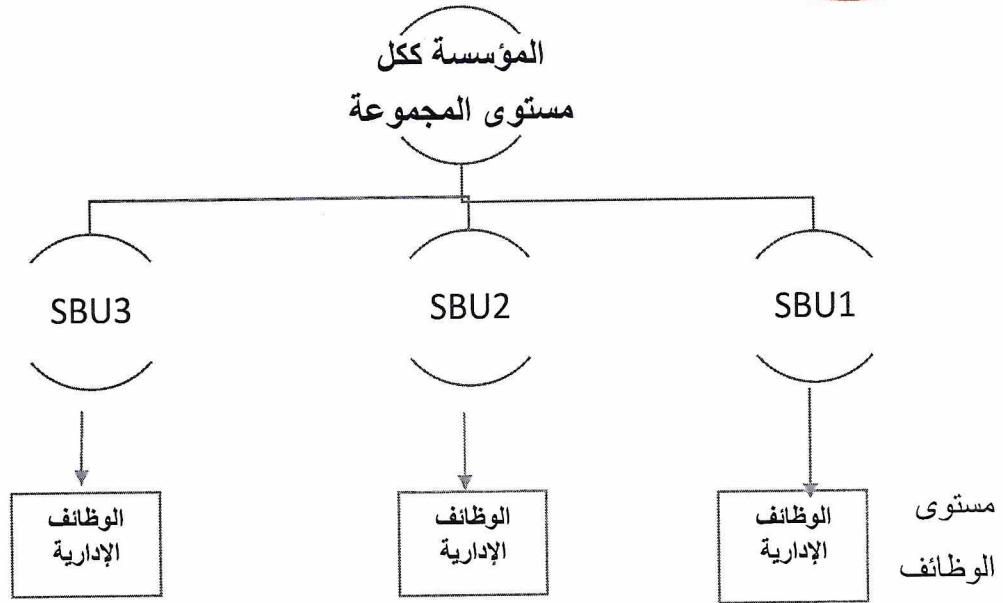 المؤسسة ككل
مستوى المجموعة
SBU1
SBU2
SBU3
الوظائف
الإدارية
الوظائف
الإدارية
الوظائف
الإدارية
مستوى
الوظائف